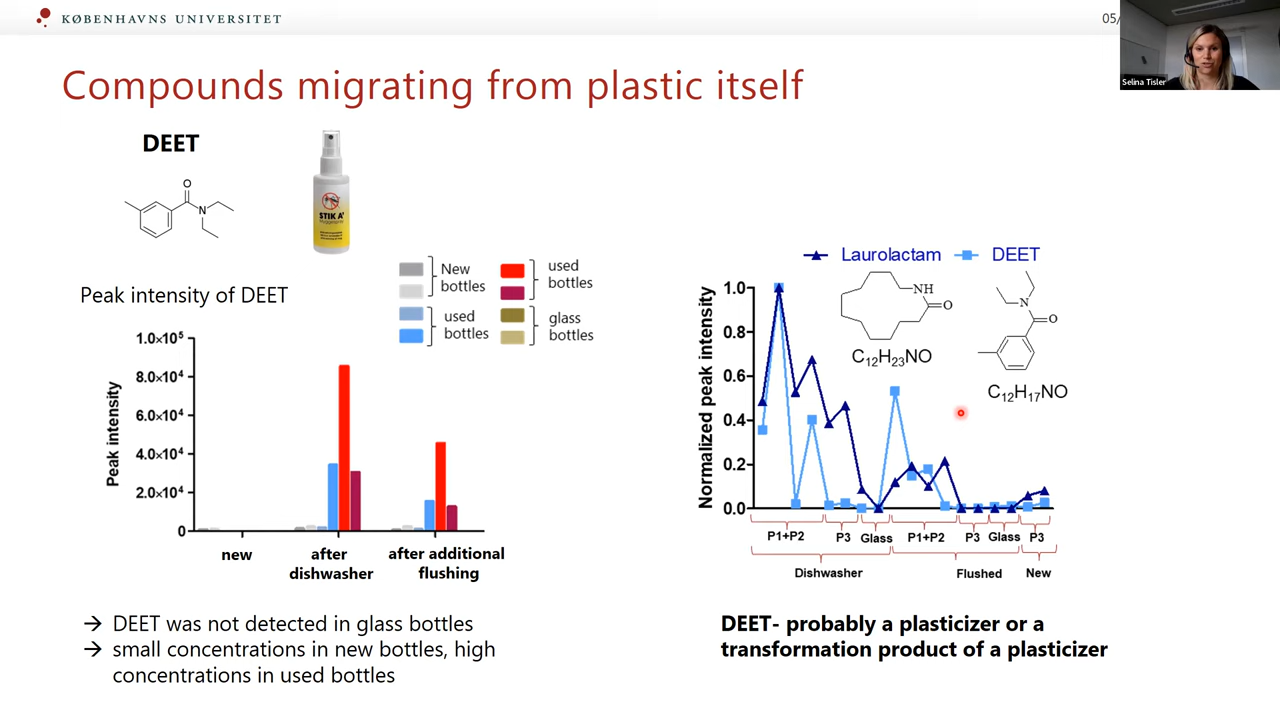 KØBENHAVNS UNIVERSITET
05/
Selina Tisler
Compounds migrating from plastic itself
DEET
O
N
STIK A'
Peak intensity of DEET
New
bottles
used
bottles
used
bottles
glass
bottles
Peak intensity
1.0×10⁵
8.0×10⁴
6.0×10⁴
4.0×10⁴
2.0×10⁴
0
new
after
dishwasher
after additional
flushing
→ DEET was not detected in glass bottles
→ small concentrations in new bottles, high
concentrations in used bottles
Laurolactam
DEET
Normalized peak intensity
1.0
0.8
0.6
0.4
0.2
0.0
NH
O
C₁₂H₂₃NO
N
O
C₁₂H₁₇NO
P1+P2
P3
Glass
P1+P2
P3
Glass
P3
Dishwasher
Flushed
New
DEET- probably a plasticizer or a
transformation product of a plasticizer